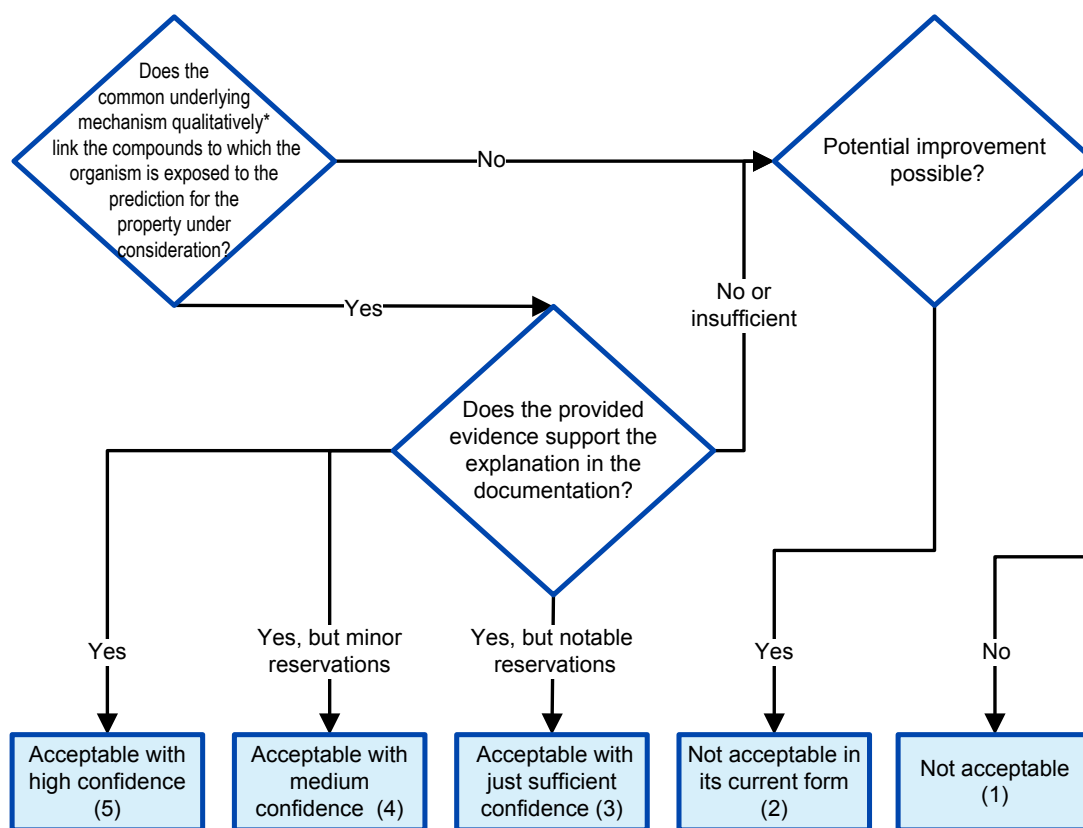 Does the
common underlying
mechanism qualitatively*
link the compounds to which the
organism is exposed to the
prediction for the
property under
consideration?
No
Potential improvement
possible?
Yes
No or
insufficient
Does the provided
evidence support the
explanation in the
documentation?
Yes
Yes, but minor
reservations
Yes, but notable
reservations
Yes
No
Acceptable with
high confidence
(5)
Acceptable with
medium
confidence (4)
Acceptable with
just sufficient
confidence (3)
Not acceptable in
its current form
(2)
Not acceptable
(1)